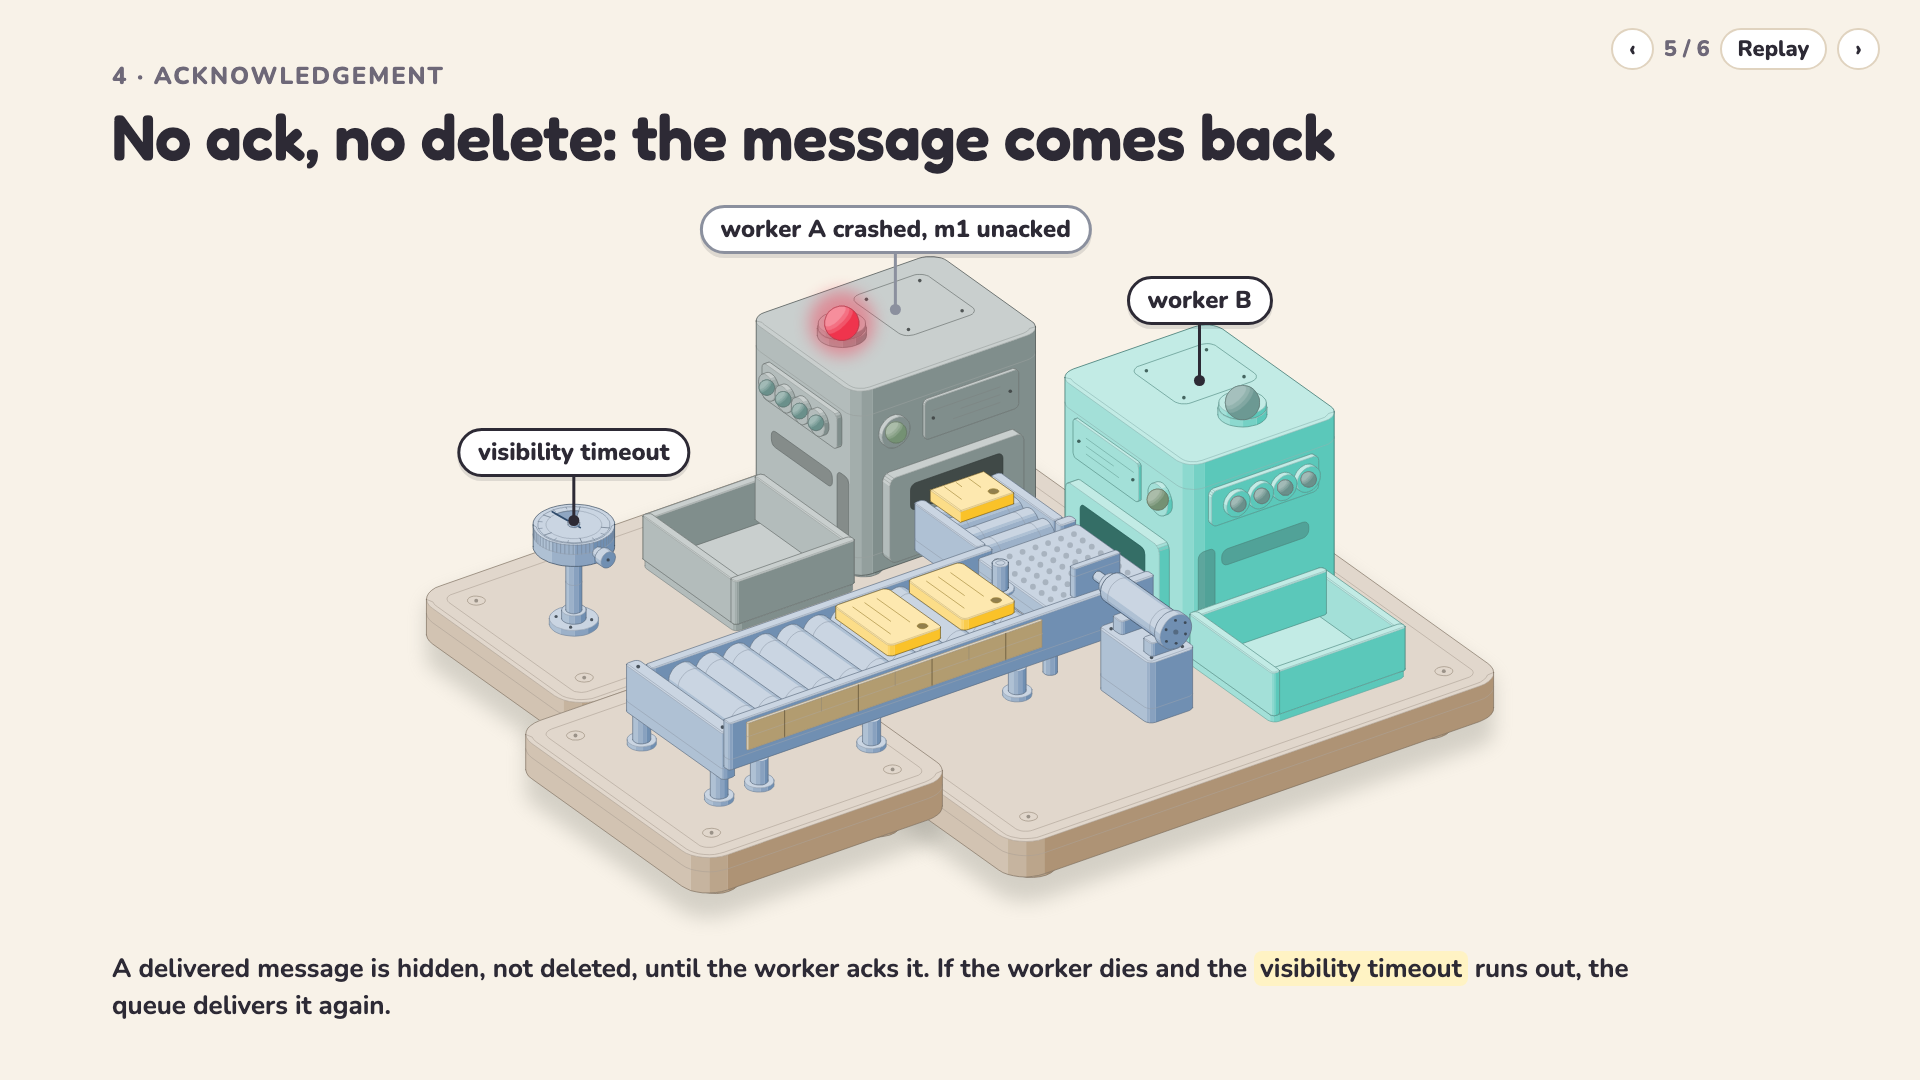 ‹ 5 / 6 Replay ›
4 · ACKNOWLEDGEMENT
No ack, no delete: the message comes back
worker A crashed, m1 unacked
worker B
visibility timeout
A delivered message is hidden, not deleted, until the worker acks it. If the worker dies and the visibility timeout runs out, the
queue delivers it again.